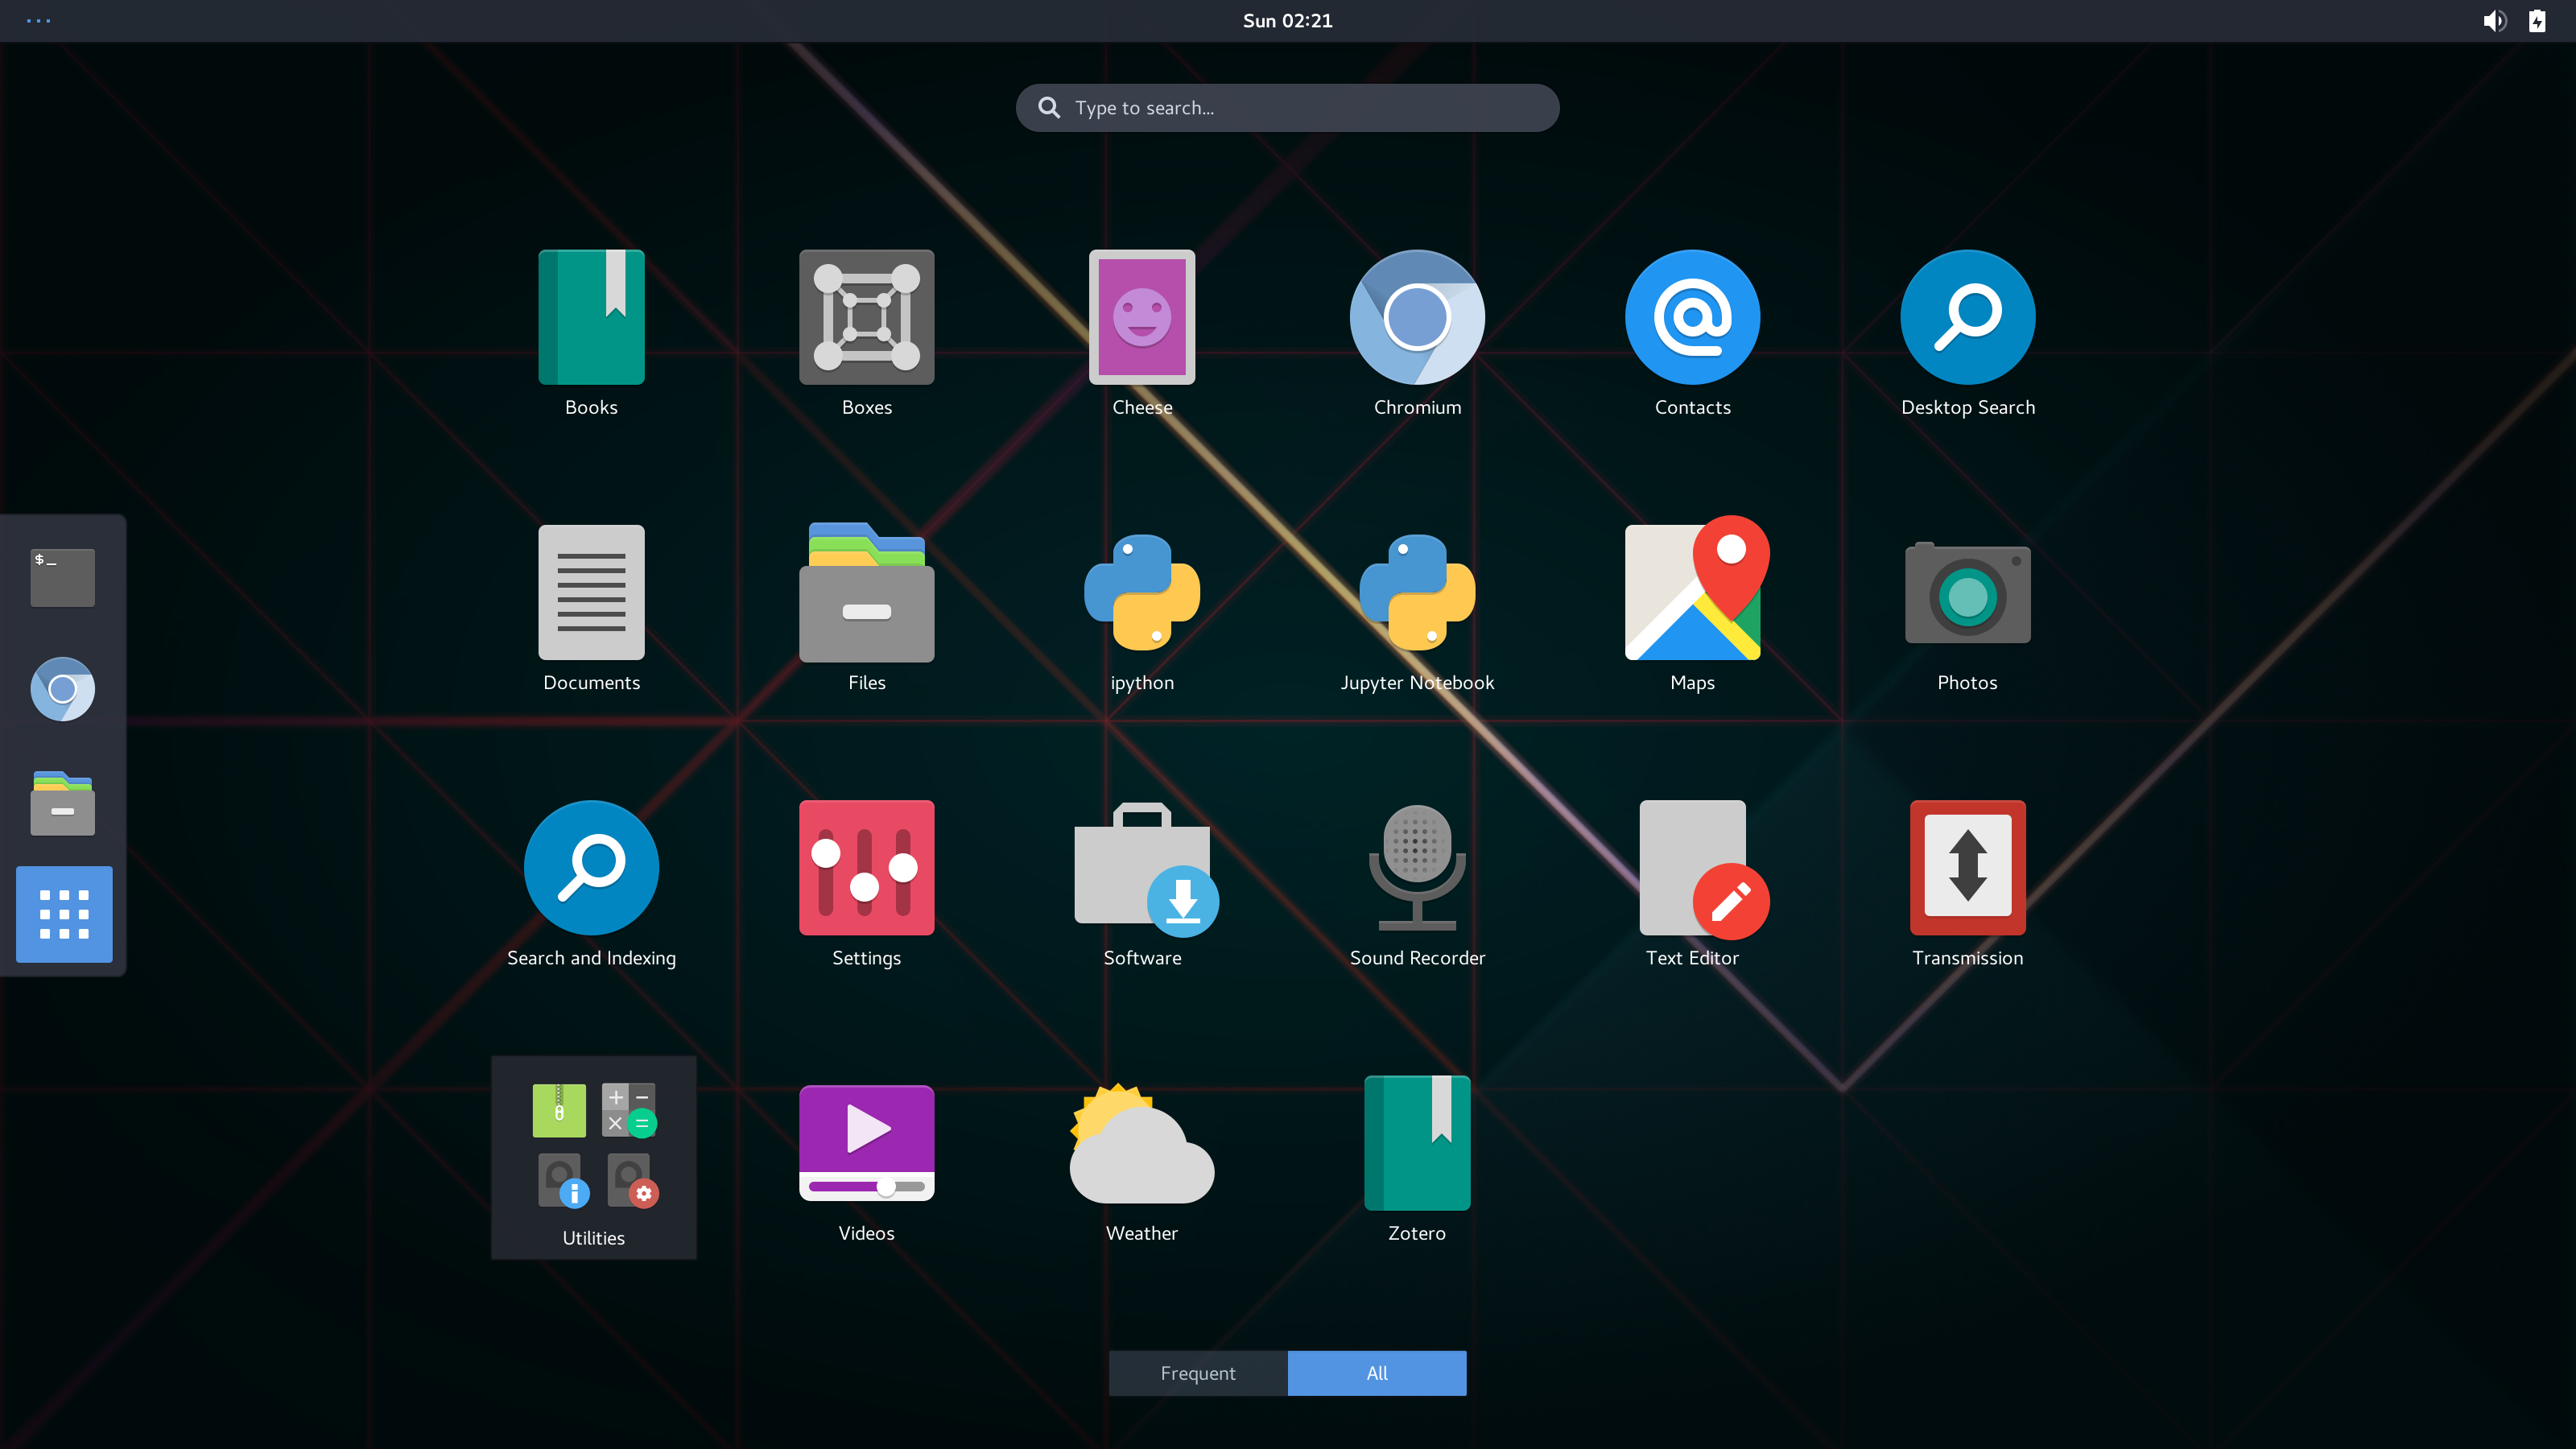 Sun 02:21
Type to search...
Books
Boxes
Cheese
Chromium
Contacts
Desktop Search
$_
Documents
Files
ipython
Jupyter Notebook
Maps
Photos
Search and Indexing
Settings
Software
Sound Recorder
Text Editor
Transmission
Utilities
Videos
Weather
Zotero
Frequent
All